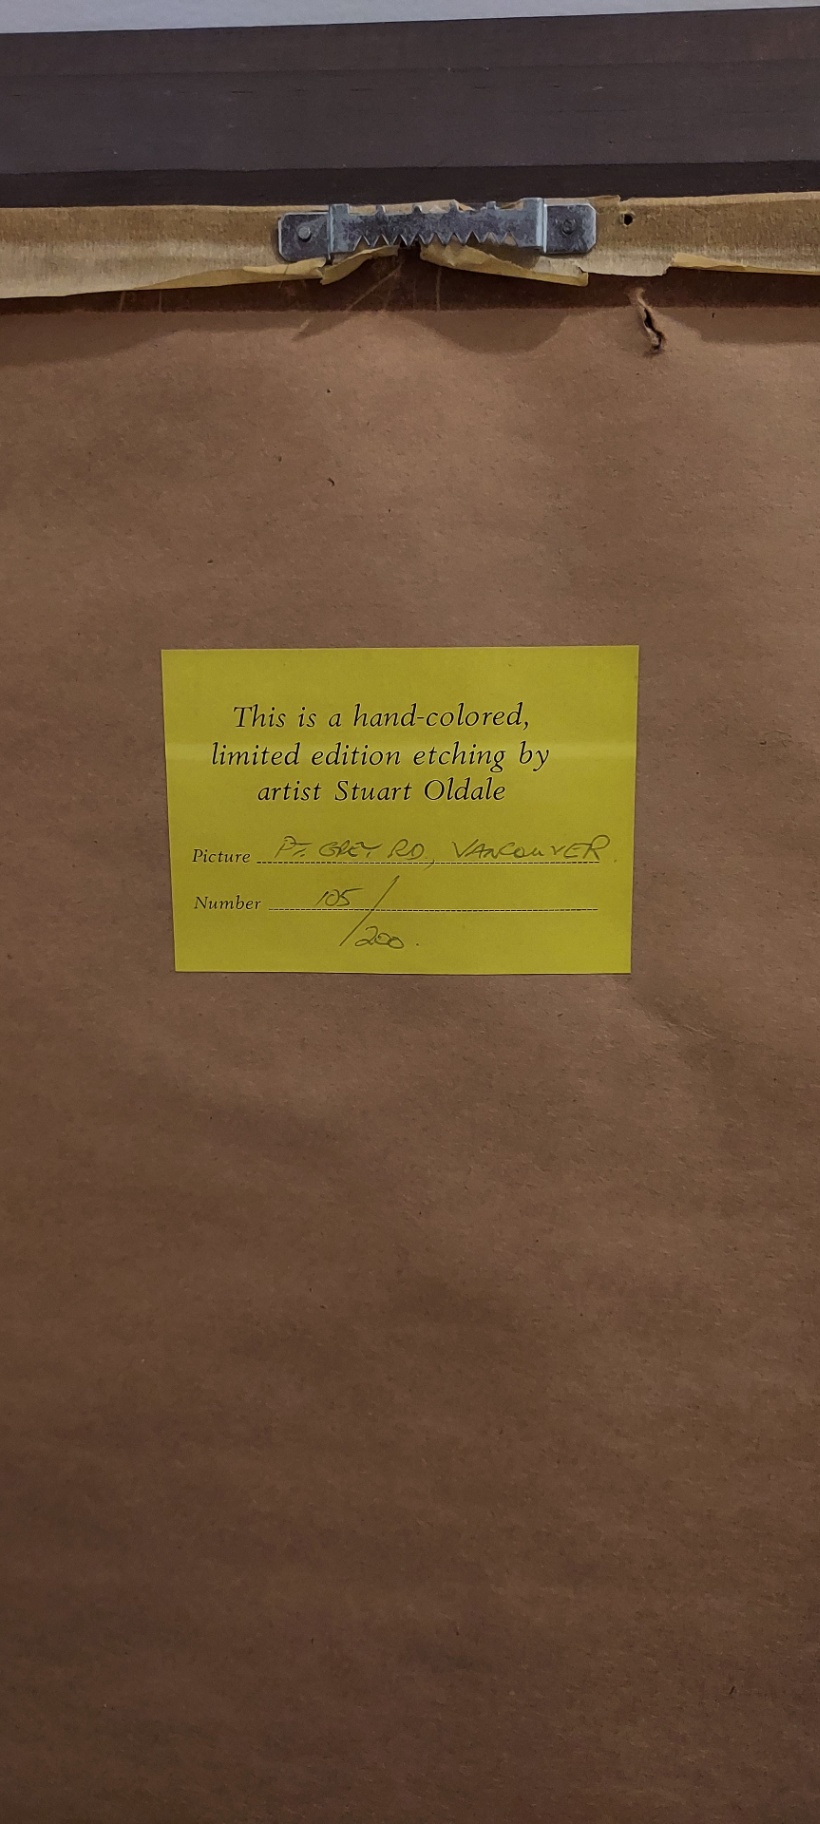 This is a hand-colored,
limited edition etching by
artist Stuart Oldale
Picture PT. GREY RD, VANCOUVER.
Number 105/
/200.